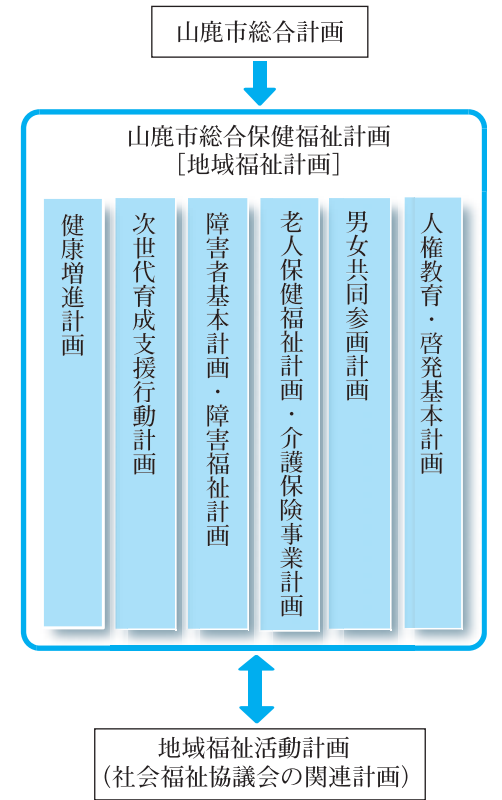 山鹿市総合計画
山鹿市総合保健福祉計画
［地域福祉計画］
健康増進計画
次世代育成支援行動計画
障害者基本計画・障害福祉計画
老人保健福祉計画・介護保険事業計画
男女共同参画計画
人権教育・啓発基本計画
地域福祉活動計画
（社会福祉協議会の関連計画）